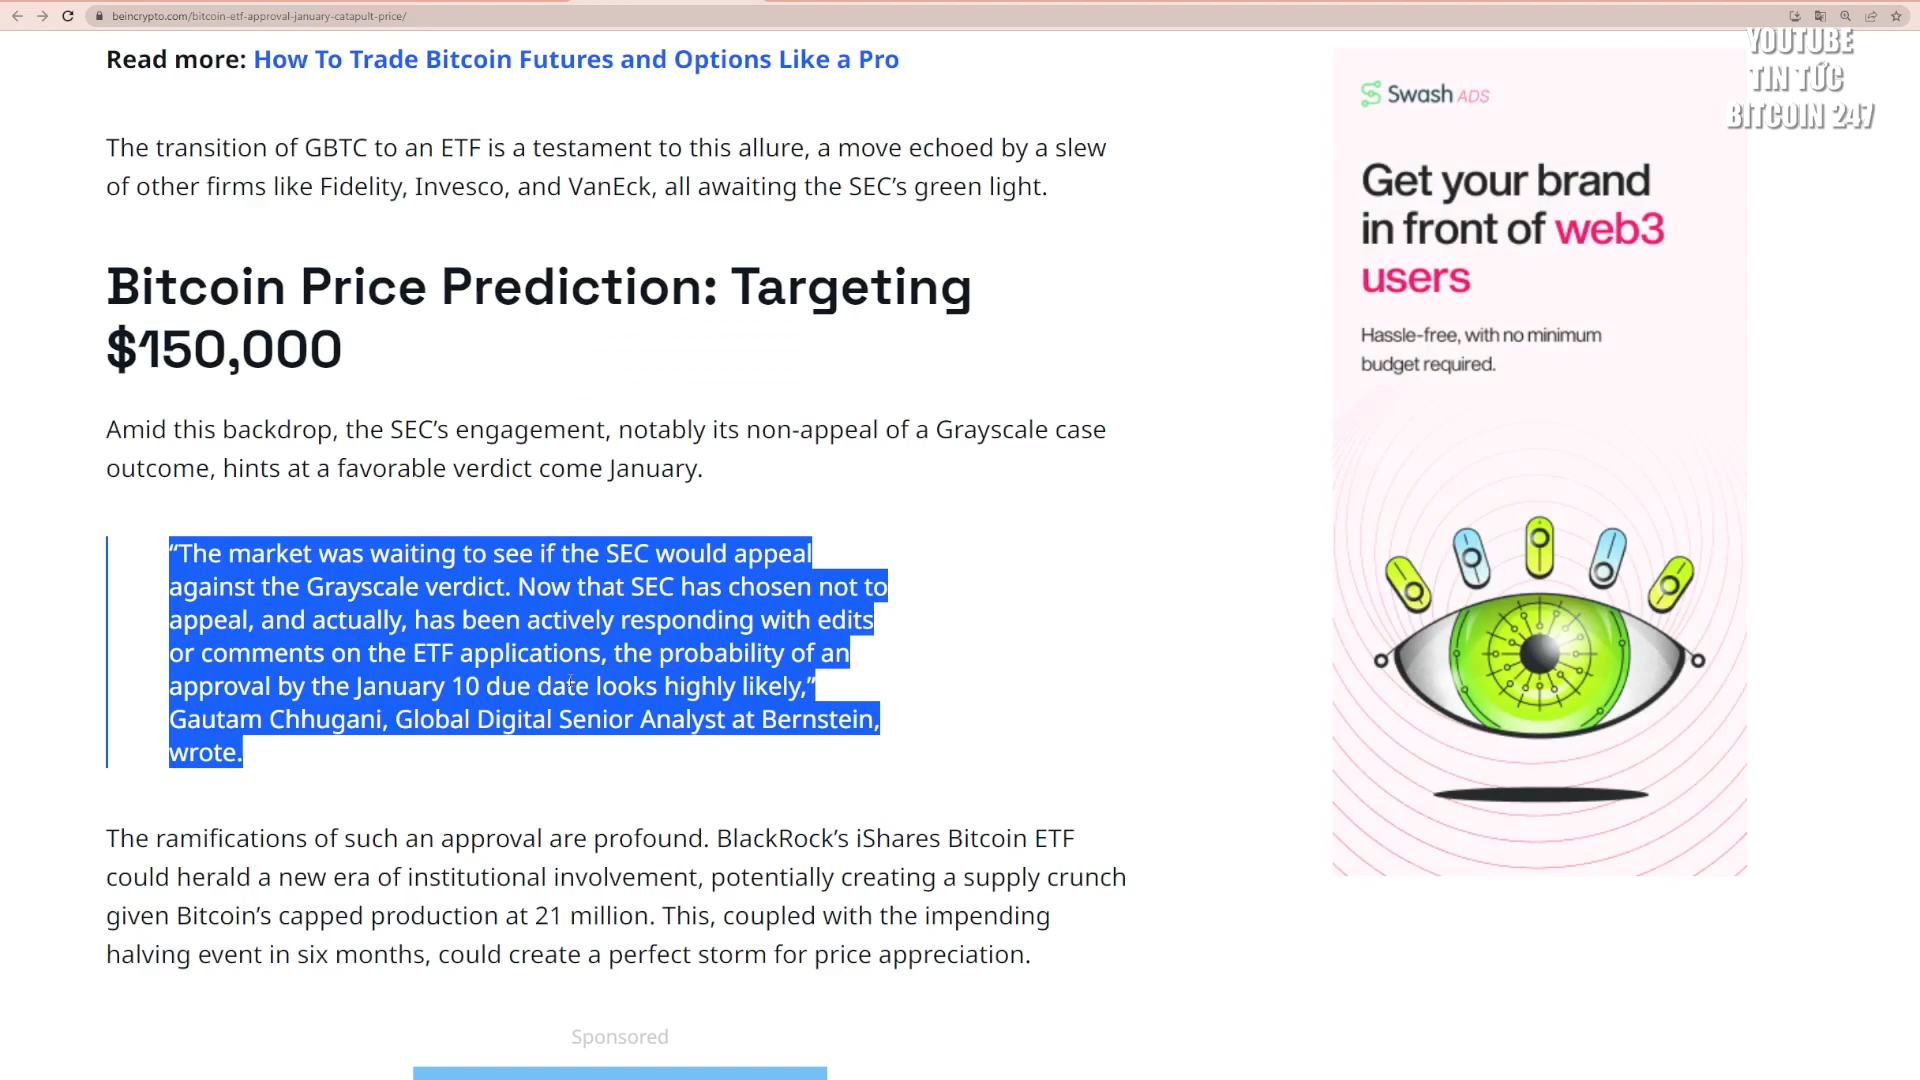 beincrypto.com/bitcoin-etf-approval-january-catapult-price/
YOUTUBE
TIN TỨC
BITCOIN 247
Read more: How To Trade Bitcoin Futures and Options Like a Pro
The transition of GBTC to an ETF is a testament to this allure, a move echoed by a slew
of other firms like Fidelity, Invesco, and VanEck, all awaiting the SEC’s green light.
Bitcoin Price Prediction: Targeting
$150,000
Amid this backdrop, the SEC’s engagement, notably its non-appeal of a Grayscale case
outcome, hints at a favorable verdict come January.
“The market was waiting to see if the SEC would appeal
against the Grayscale verdict. Now that SEC has chosen not to
appeal, and actually, has been actively responding with edits
or comments on the ETF applications, the probability of an
approval by the January 10 due date looks highly likely,”
Gautam Chhugani, Global Digital Senior Analyst at Bernstein,
wrote.
The ramifications of such an approval are profound. BlackRock’s iShares Bitcoin ETF
could herald a new era of institutional involvement, potentially creating a supply crunch
given Bitcoin’s capped production at 21 million. This, coupled with the impending
halving event in six months, could create a perfect storm for price appreciation.
Sponsored
Swash ADS
Get your brand
in front of web3
users
Hassle-free, with no minimum
budget required.